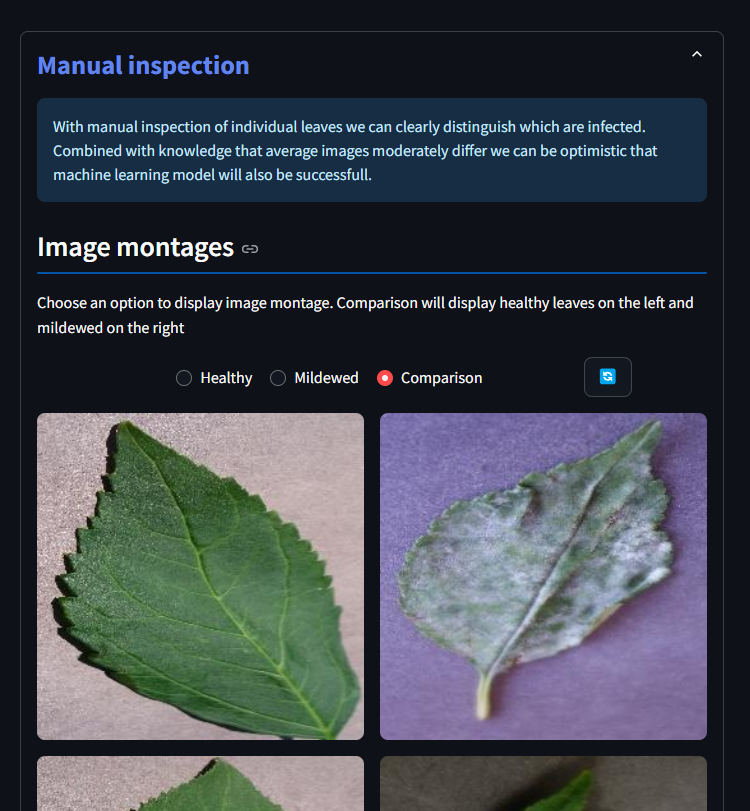 Manual inspection
With manual inspection of individual leaves we can clearly distinguish which are infected.
Combined with knowledge that average images moderately differ we can be optimistic that
machine learning model will also be successfull.
Image montages
Choose an option to display image montage. Comparison will display healthy leaves on the left and
mildewed on the right
Healthy Mildewed Comparison